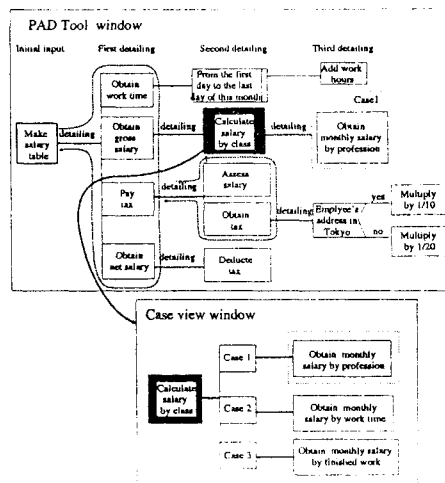 PAD Tool window
Initial input
First detailing
Second detailing
Third detailing
Obtain
work time
From the first
day to the last
day of this month
Add work
hours
Case1
Make
salary
table
detailing
Obtain
gross
salary
detailing
Calculate
salary
by class
detailing
Obtain
monthly salary
by profession
Pay
tax
detailing
Assess
salary
Obtain
tax
detailing
Emplyee's
address in
Tokyo
yes
Multiply
by 1/10
no
Multiply
by 1/20
Obtain
net salary
detailing
Deducte
tax
Case view window
Calculate
salary
by class
Case 1
Obtain monthly
salary by profession
Case 2
Obtain monthly
salary by work time
Case 3
Obtain monthly salary
by finished work